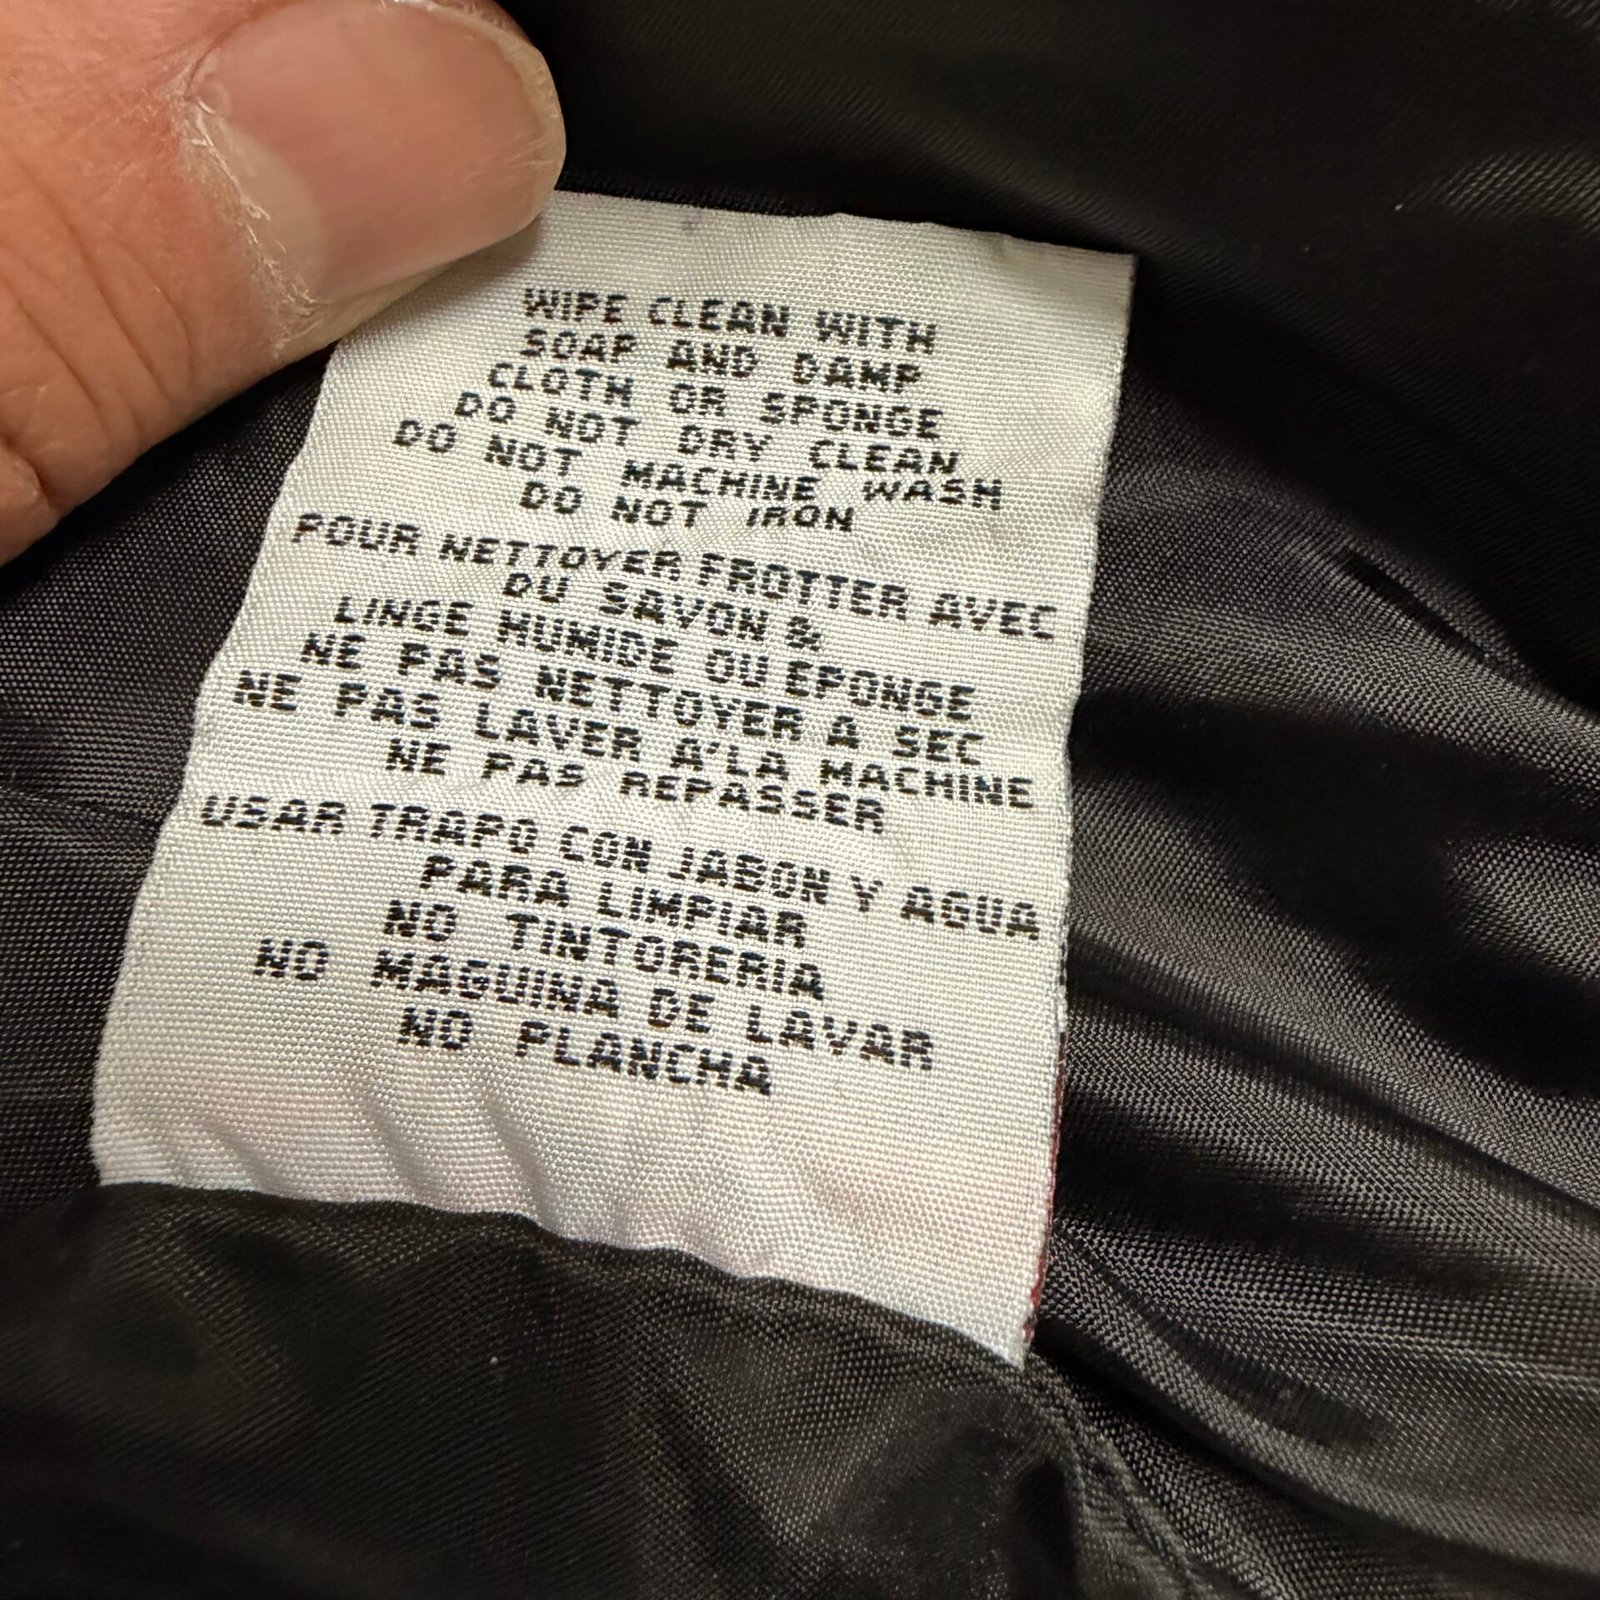 WIPE CLEAN WITH
SOAP AND DAMP
CLOTH OR SPONGE
DO NOT DRY CLEAN
DO NOT MACHINE WASH
DO NOT IRON
POUR NETTOYER FROTTER AVEC
DU SAVON &
LINGE HUMIDE OU EPONGE
NE PAS NETTOYER A SEC
NE PAS LAVER A'LA MACHINE
NE PAS REPASSER
USAR TRAPO CON JABON Y AGUA
PARA LIMPIAR
NO TINTORERIA
NO MAGUINA DE LAVAR
NO PLANCHA